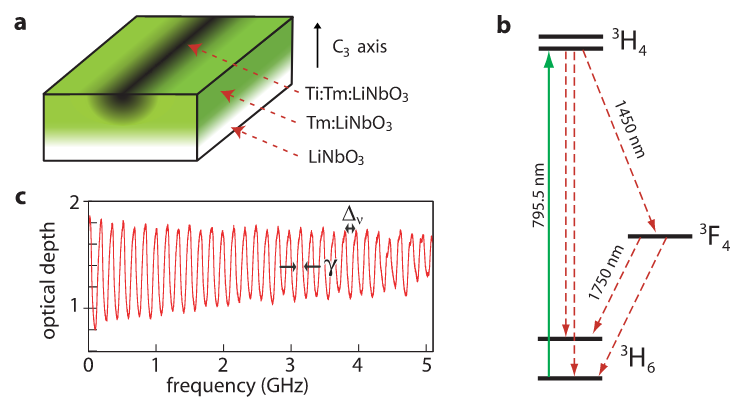 a
C₃ axis
Ti:Tm:LiNbO₃
Tm:LiNbO₃
LiNbO₃
b
³H₄
1450 nm
795.5 nm
³F₄
1750 nm
³H₆
c
2
1
optical depth
Δᵥ
γ
0 1 2 3 4 5
frequency (GHz)